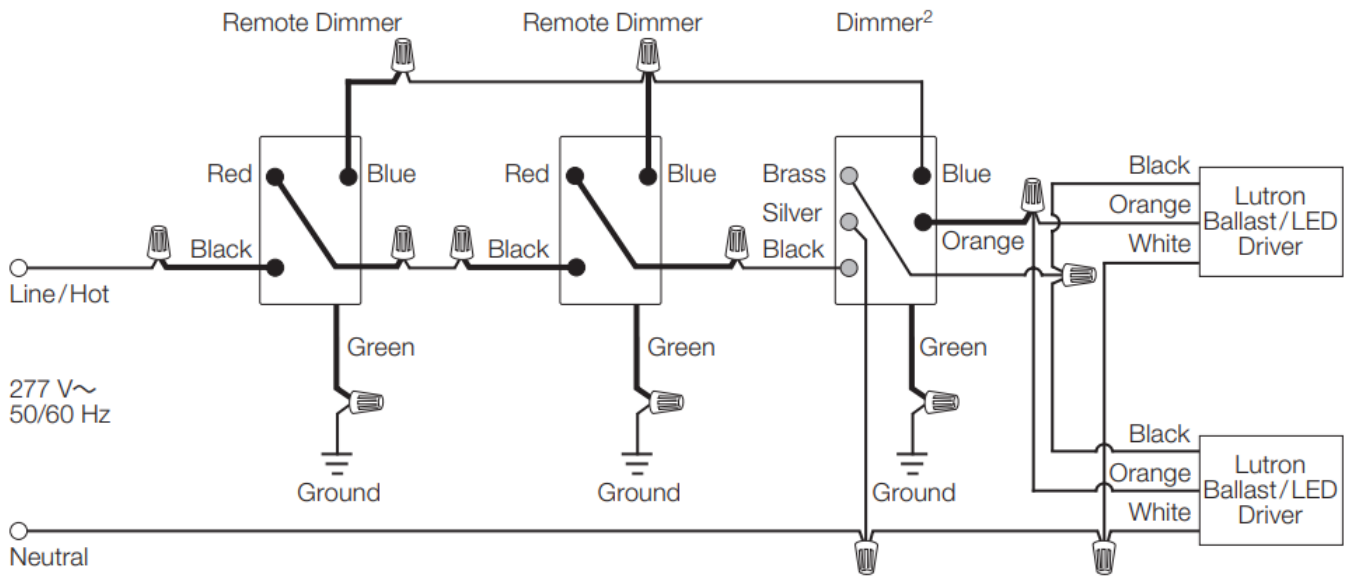 Remote Dimmer
Remote Dimmer
Dimmer²
Red
Blue
Red
Blue
Brass
Blue
Silver
Black
Black
Black
Orange
Line/Hot
Green
Green
Green
277 V~
50/60 Hz
Ground
Ground
Ground
Neutral
Black
Orange
White
Lutron
Ballast/LED
Driver
Black
Orange
White
Lutron
Ballast/LED
Driver